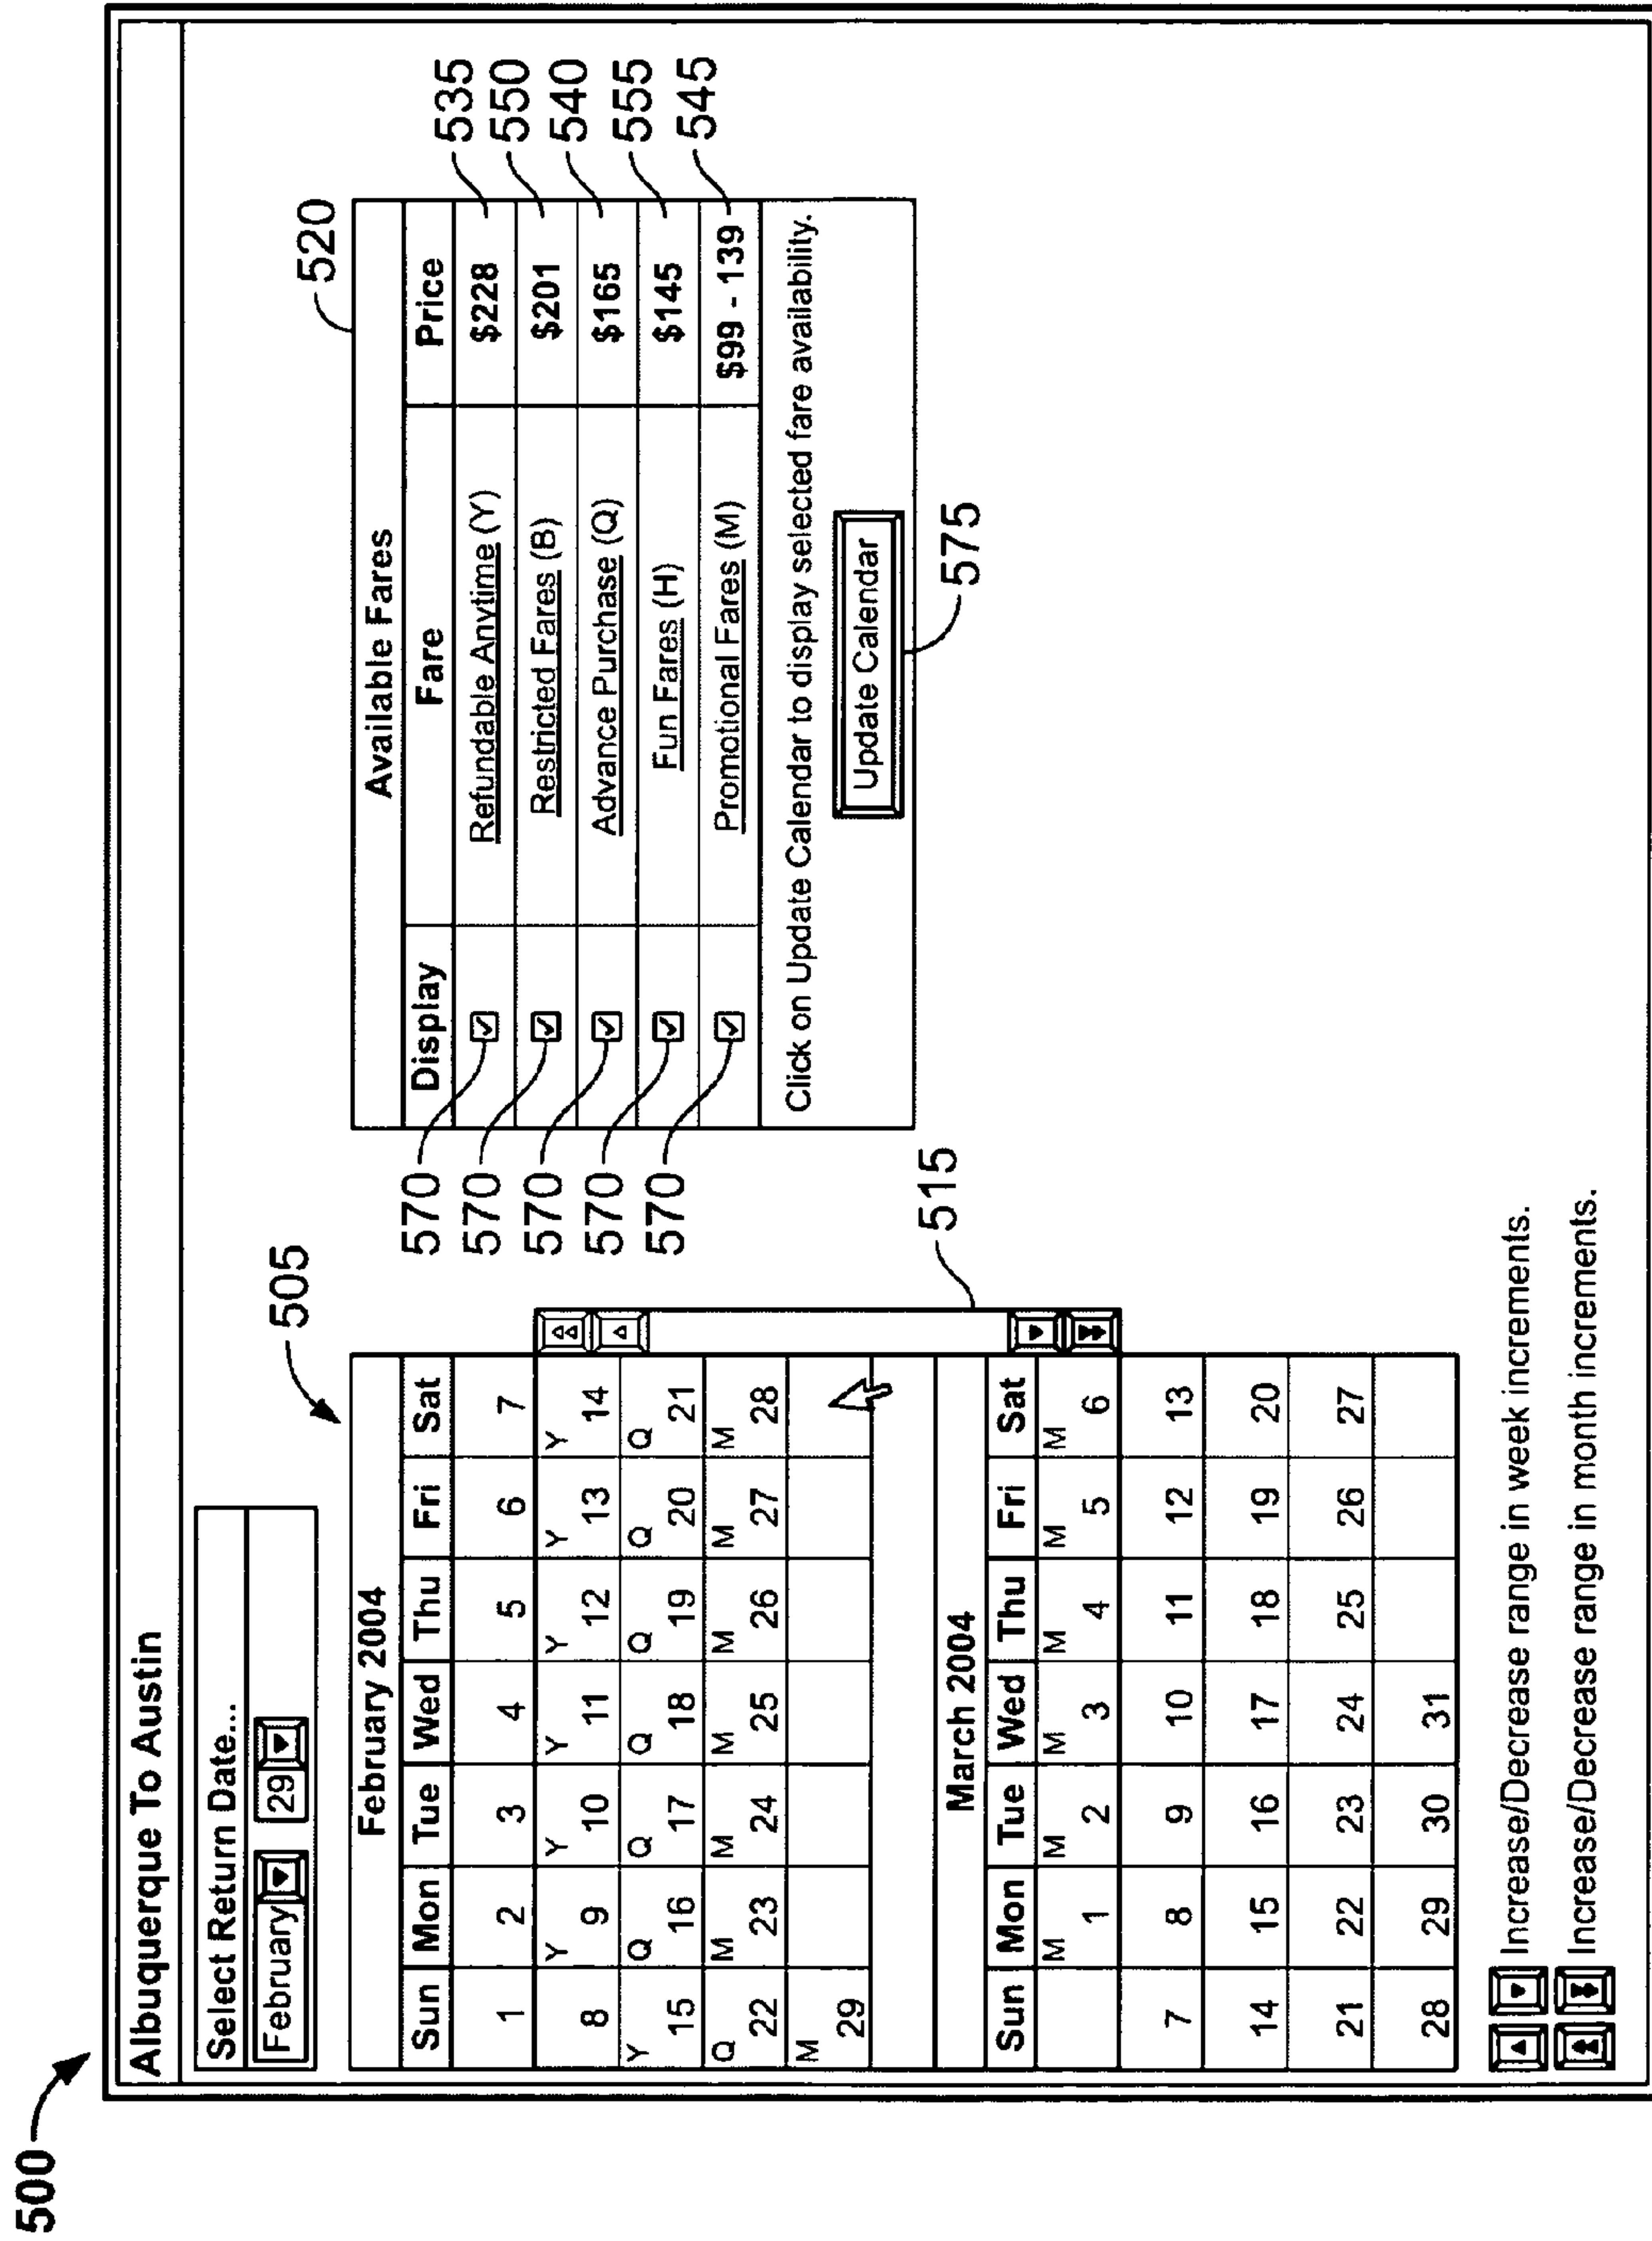 500
Albuquerque To Austin
Select Return Date...
February 29
505
February 2004
Sun Mon Tue Wed Thu Fri Sat
1 2 3 4 5 6 7
8 Y 9 Y 10 Y 11 Y 12 Y 13 Y 14
Y 15 Q 16 Q 17 Q 18 Q 19 Q 20 Q 21
Q 22 M 23 M 24 M 25 M 26 M 27 M 28
M 29
March 2004
Sun Mon Tue Wed Thu Fri Sat
M 1 M 2 M 3 M 4 M 5 M 6
7 8 9 10 11 12 13
14 15 16 17 18 19 20
21 22 23 24 25 26 27
28 29 30 31
515
Increase/Decrease range in week increments.
Increase/Decrease range in month increments.
520
Available Fares
Display Fare Price
570 Refundable Anytime (Y) $228 535
570 Restricted Fares (B) $201 550
570 Advance Purchase (Q) $165 540
570 Fun Fares (H) $145 555
570 Promotional Fares (M) $99 - 139 545
Click on Update Calendar to display selected fare availability.
Update Calendar
575